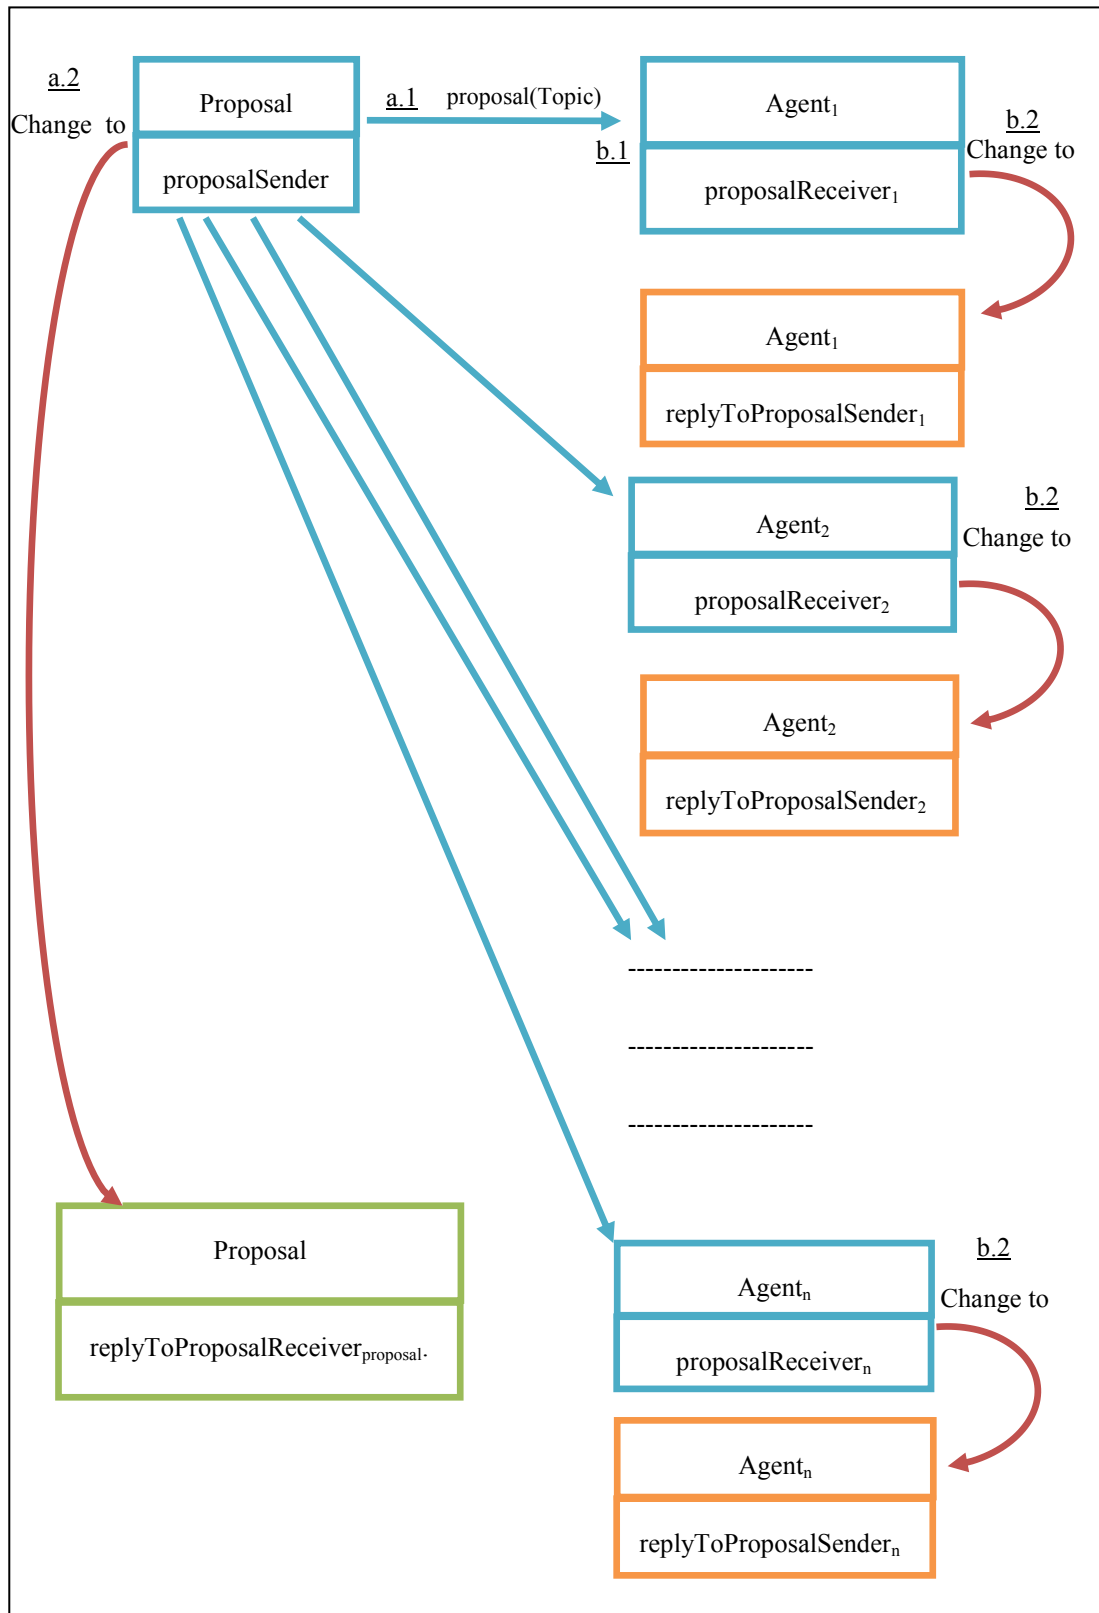 a.2
Change to
Proposal
proposalSender
a.1 proposal(Topic)
b.1
Agent₁
proposalReceiver₁
b.2
Change to
Agent₁
replyToProposalSender₁
Agent₂
proposalReceiver₂
b.2
Change to
Agent₂
replyToProposalSender₂
---------------------
---------------------
---------------------
Proposal
replyToProposalReceiverproposal.
Agentₙ
proposalReceiverₙ
b.2
Change to
Agentₙ
replyToProposalSenderₙ